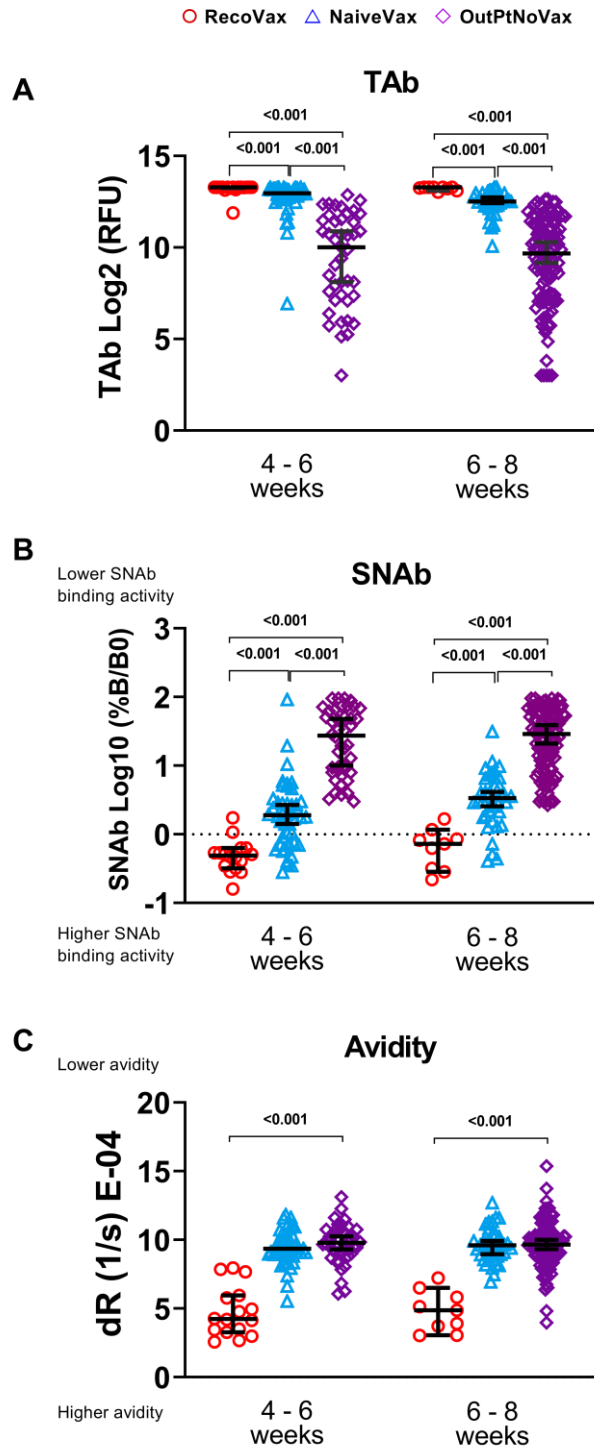 RecoVax NaiveVax OutPtNoVax
A
TAb
<0.001 <0.001
<0.001 <0.001 <0.001 <0.001
TAb Log2 (RFU)
15
10
5
0
4 - 6 weeks
6 - 8 weeks
B
Lower SNAb
binding activity
SNAb
<0.001 <0.001
<0.001 <0.001 <0.001 <0.001
SNAb Log10 (%B/B0)
3
2
1
0
-1
Higher SNAb
binding activity
4 - 6 weeks
6 - 8 weeks
C
Lower avidity
Avidity
<0.001 <0.001
dR (1/s) E-04
20
15
10
5
0
Higher avidity
4 - 6 weeks
6 - 8 weeks